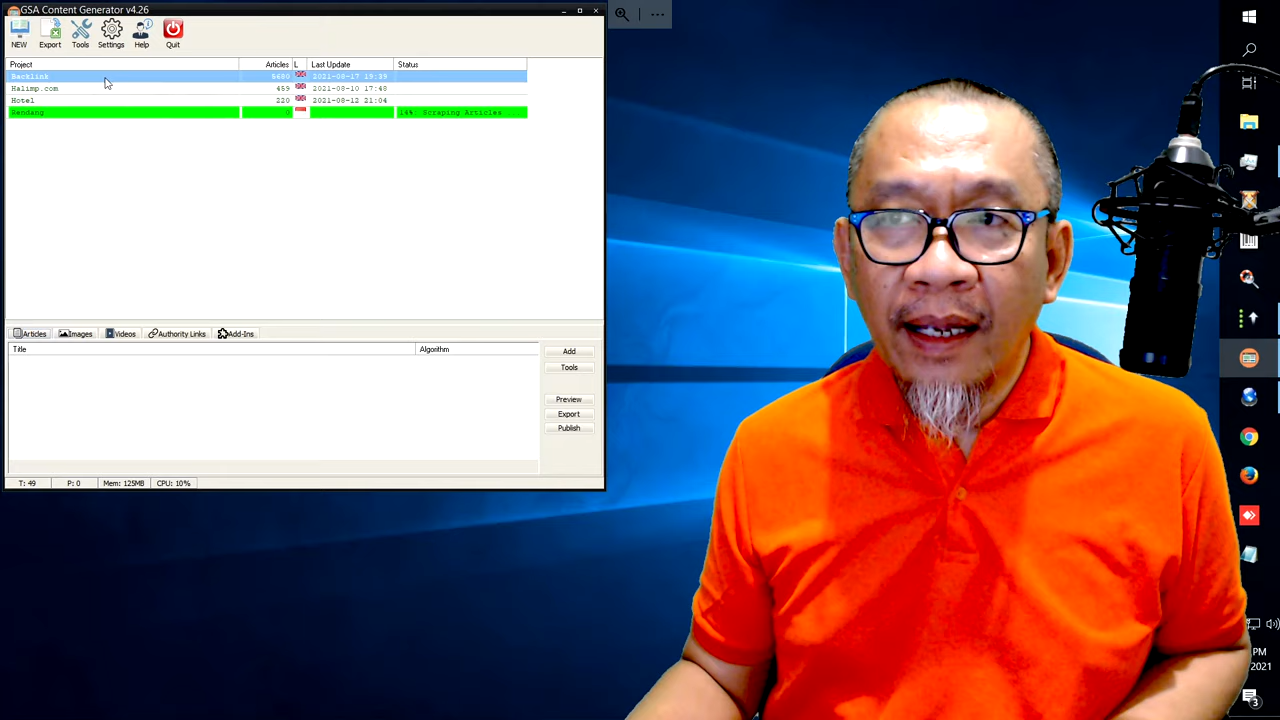 GSA Content Generator v4.26
NEW Export Tools Settings Help Quit
Project Articles L Last Update Status
Backlink 5680 2021-08-17 19:39
Halimp.com 459 2021-08-10 17:48
Hotel 220 2021-08-12 21:04
Rendang 0 14%: Scraping Articles ...
Articles Images Videos Authority Links Add-Ins
Title Algorithm
Add
Tools
Preview
Export
Publish
T: 49 P: 0 Mem: 125MB CPU: 10%
PM
2021
3